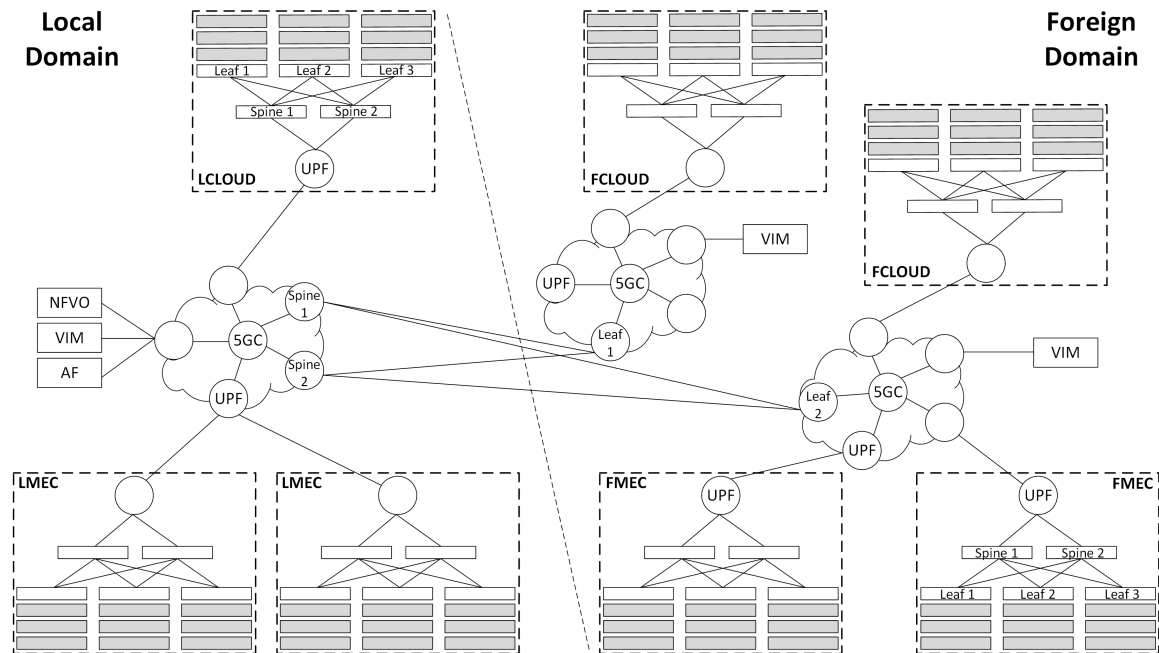 Local
Domain
Foreign
Domain
Leaf 1 Leaf 2 Leaf 3
Spine 1 Spine 2
UPF
LCLOUD
FCLOUD
VIM
FCLOUD
UPF
5GC
Leaf
1
NFVO
VIM
AF
5GC
Spine
1
Spine
2
UPF
VIM
5GC
Leaf
2
UPF
LMEC
LMEC
FMEC
UPF
FMEC
UPF
Spine 1 Spine 2
Leaf 1 Leaf 2 Leaf 3